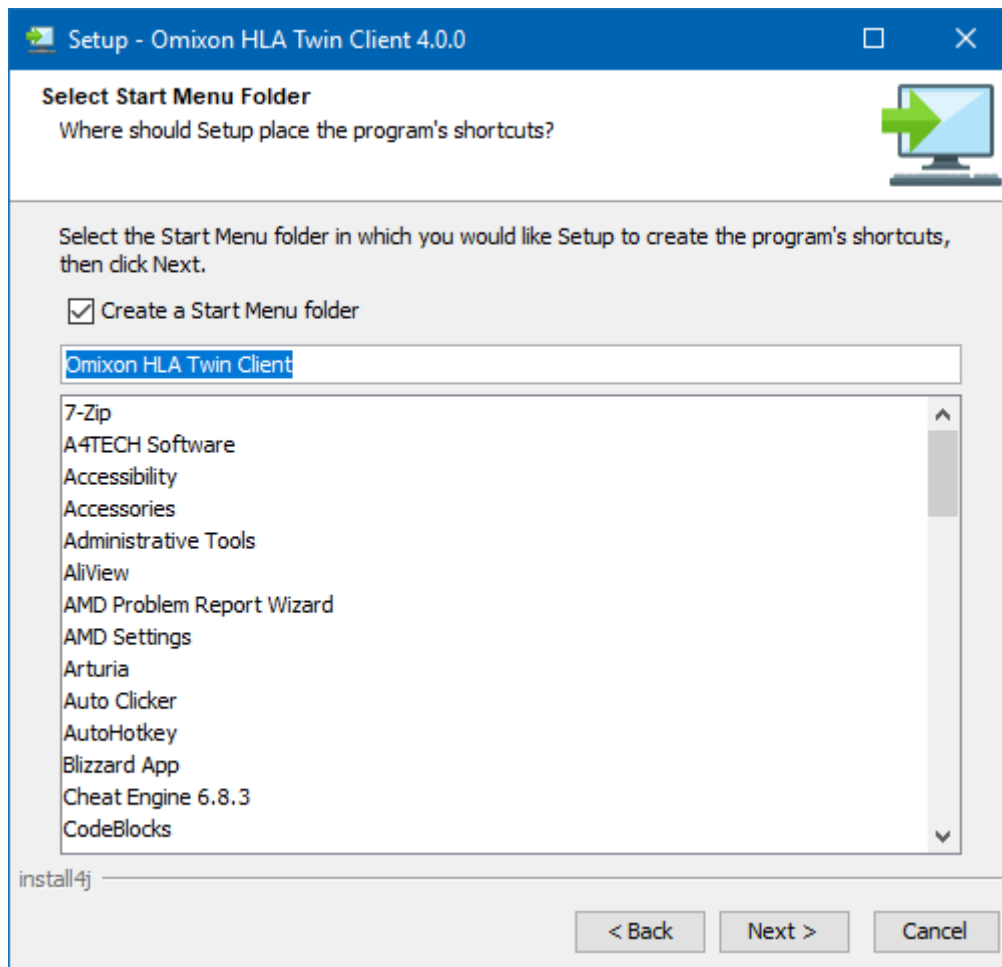 Setup - Omixon HLA Twin Client 4.0.0
Select Start Menu Folder
Where should Setup place the program's shortcuts?
Select the Start Menu folder in which you would like Setup to create the program's shortcuts,
then click Next.
Create a Start Menu folder
Omixon HLA Twin Client
7-Zip
A4TECH Software
Accessibility
Accessories
Administrative Tools
AliView
AMD Problem Report Wizard
AMD Settings
Arturia
Auto Clicker
AutoHotkey
Blizzard App
Cheat Engine 6.8.3
CodeBlocks
install4j
< Back
Next >
Cancel